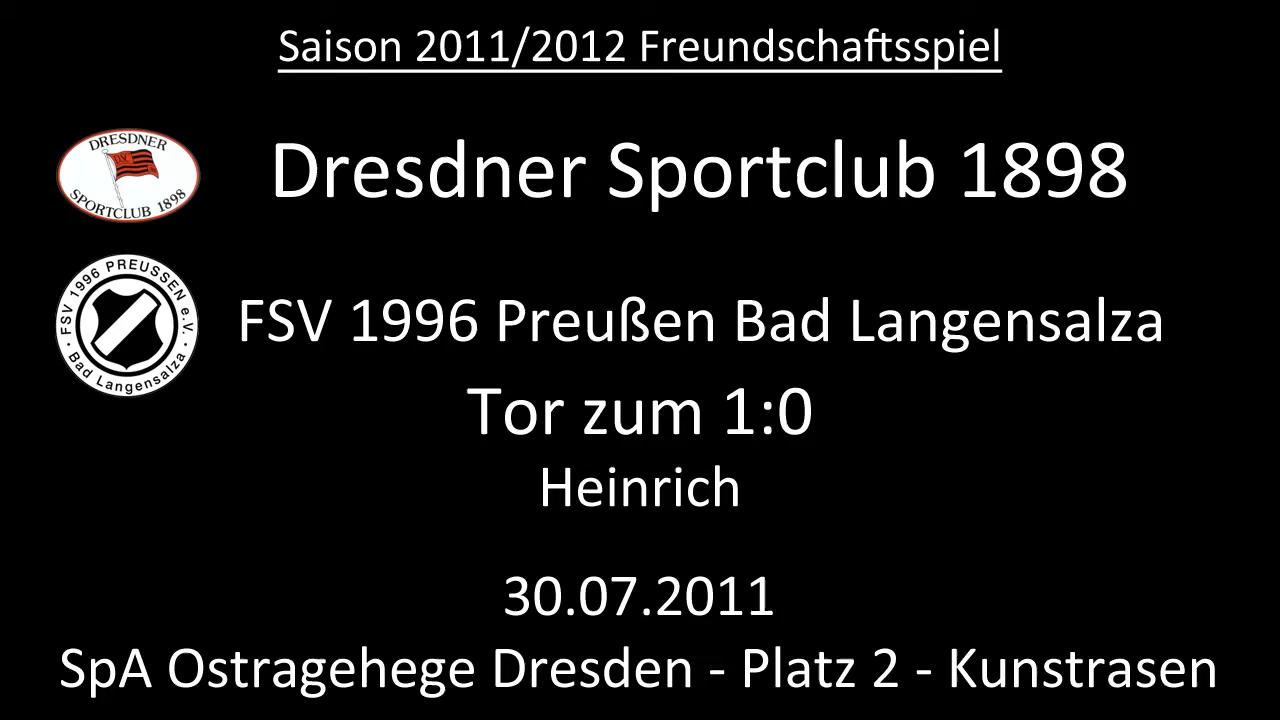 Saison 2011/2012 Freundschaftsspiel
DRESDNER
SPORTCLUB 1898
Dresdner Sportclub 1898
FSV 1996 PREUSSEN e.V.
· Bad Langensalza ·
FSV 1996 Preußen Bad Langensalza
Tor zum 1:0
Heinrich
30.07.2011
SpA Ostragehege Dresden - Platz 2 - Kunstrasen